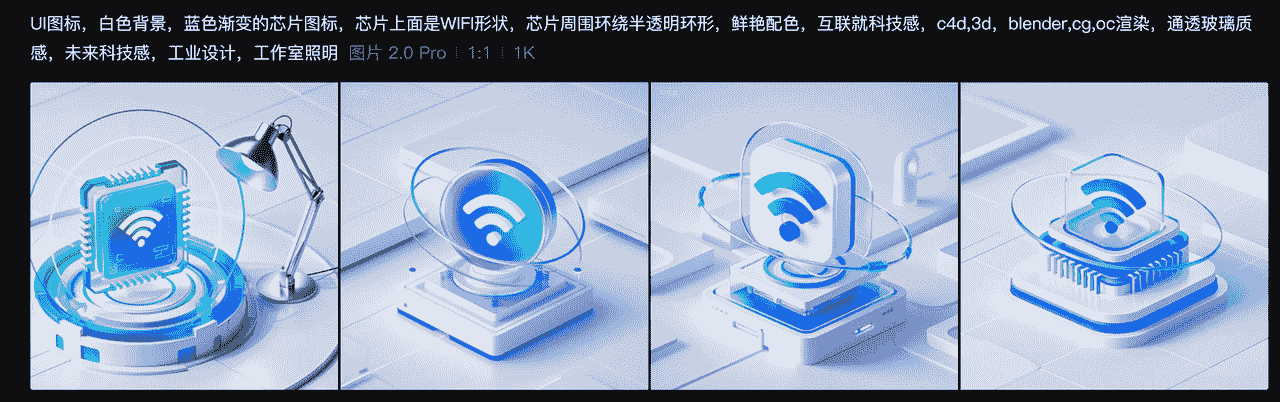 UI图标，白色背景，蓝色渐变的芯片图标，芯片上面是WIFI形状，芯片周围环绕半透明环形，鲜艳配色，互联就科技感，c4d,3d，blender,cg,oc渲染，通透玻璃质
感，未来科技感，工业设计，工作室照明 图片 2.0 Pro | 1:1 | 1K